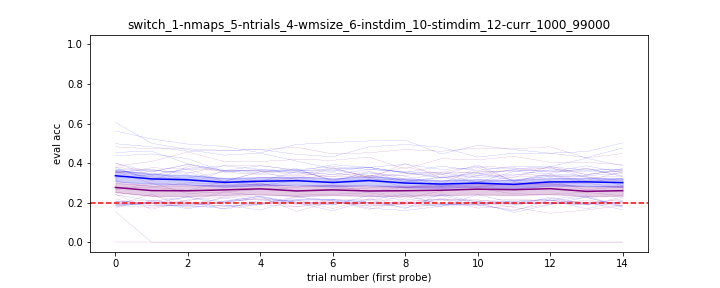 switch_1-nmaps_5-ntrials_4-wmsize_6-instdim_10-stimdim_12-curr_1000_99000
1.0
0.8
0.6
0.4
0.2
0.0
eval acc
0 2 4 6 8 10 12 14
trial number (first probe)